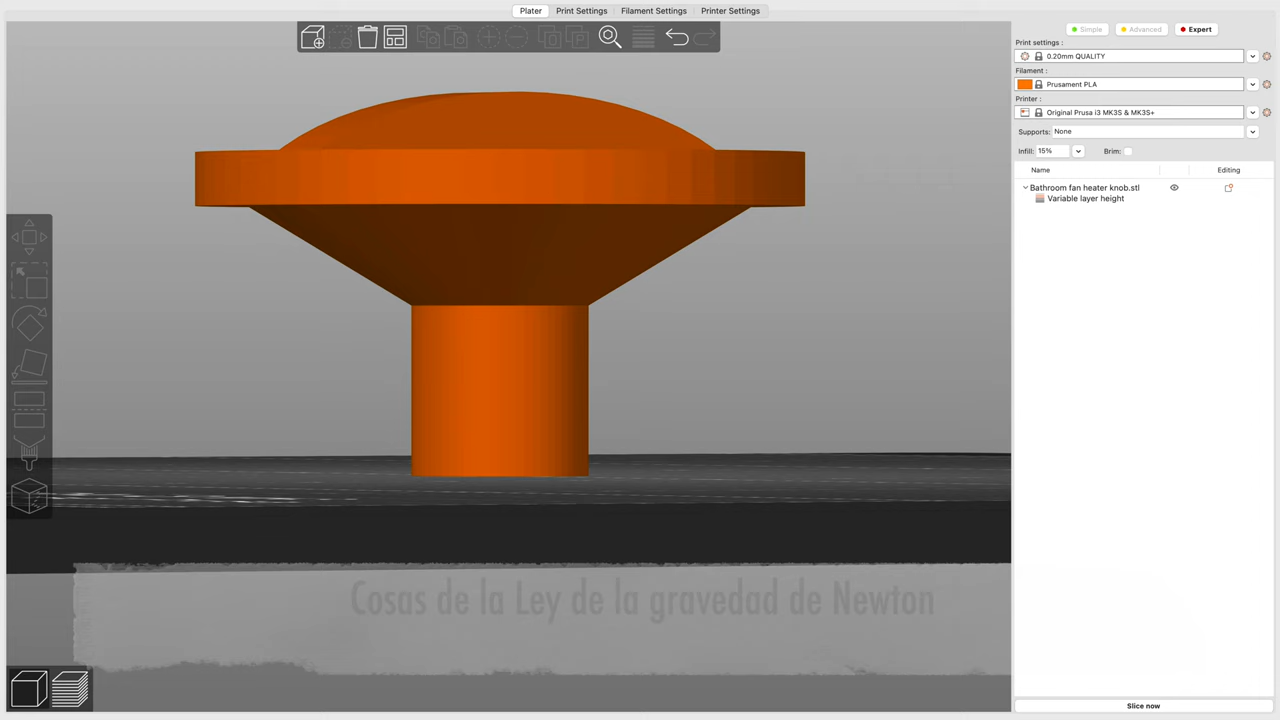 Plater Print Settings Filament Settings Printer Settings
Simple Advanced Expert
Print settings :
0.20mm QUALITY
Filament :
Prusament PLA
Printer :
Original Prusa i3 MK3S & MK3S+
Supports: None
Infill: 15% Brim:
Name Editing
Bathroom fan heater knob.stl
Variable layer height
Cosas de la Ley de la gravedad de Newton
Slice now